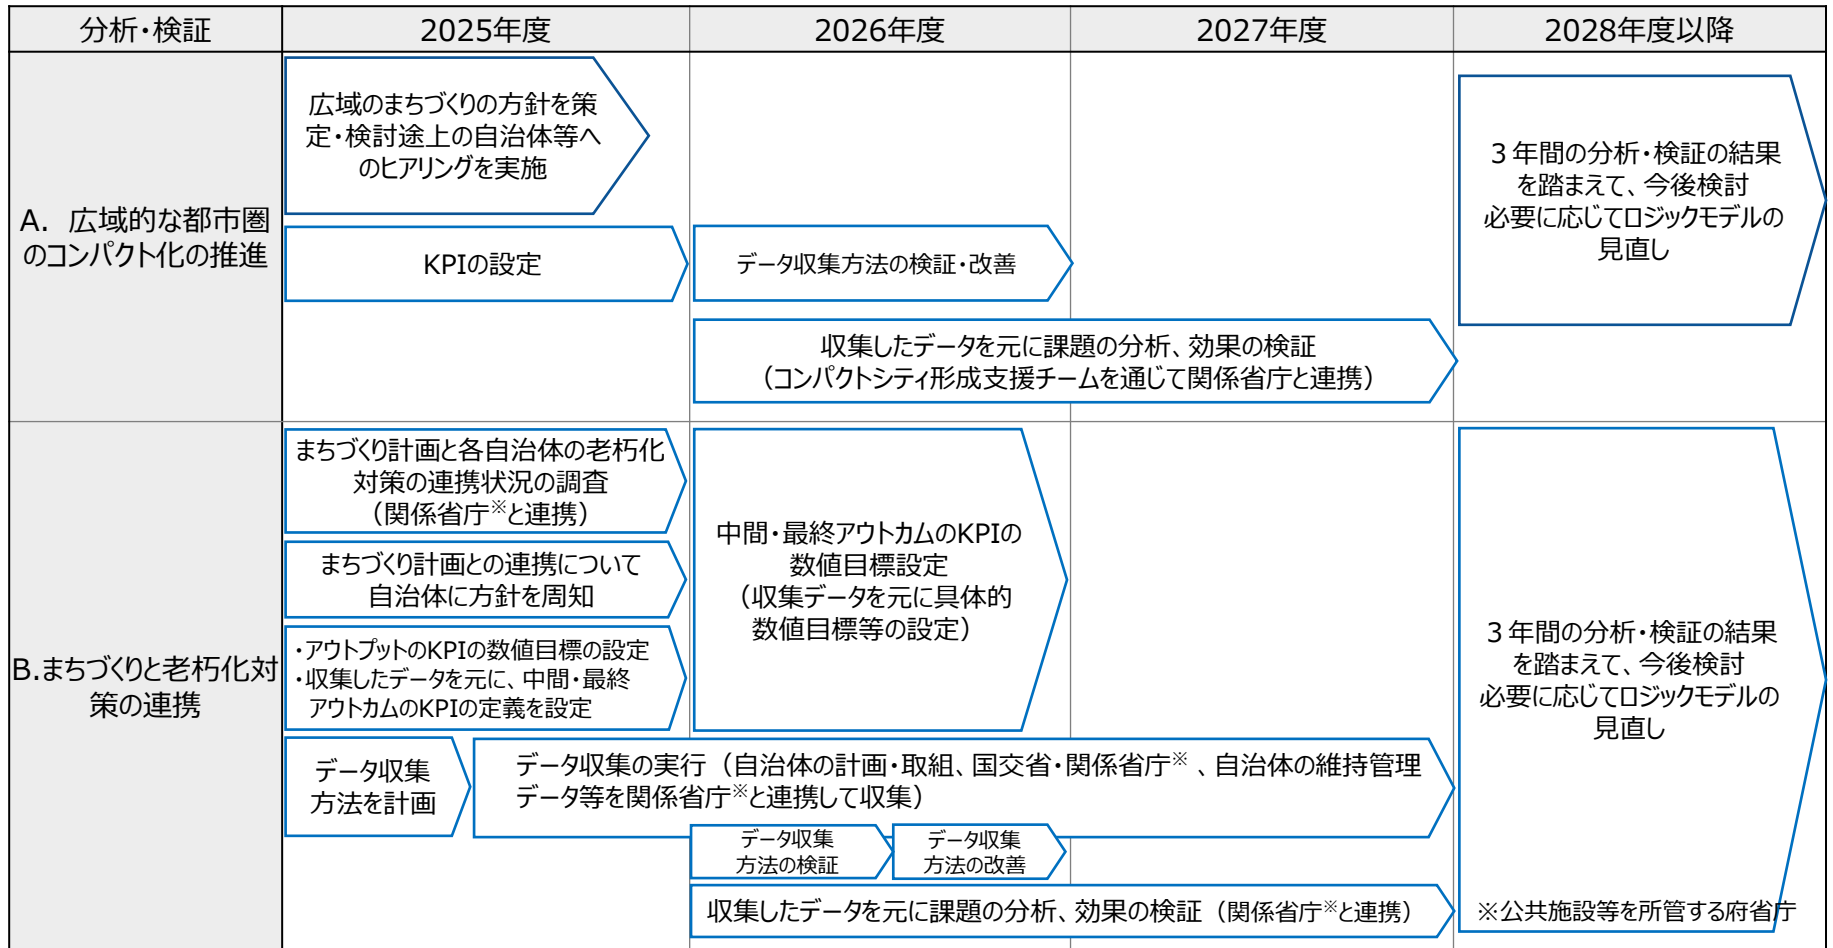 分析・検証
2025年度
2026年度
2027年度
2028年度以降
A. 広域的な都市圏
のコンパクト化の推進
広域のまちづくりの方針を策
定・検討途上の自治体等へ
のヒアリングを実施
KPIの設定
データ収集方法の検証・改善
収集したデータを元に課題の分析、効果の検証
（コンパクトシティ形成支援チームを通じて関係省庁と連携）
３年間の分析・検証の結果
を踏まえて、今後検討
必要に応じてロジックモデルの
見直し
B.まちづくりと老朽化対
策の連携
まちづくり計画と各自治体の老朽化
対策の連携状況の調査
（関係省庁※と連携）
まちづくり計画との連携について
自治体に方針を周知
・アウトプットのKPIの数値目標の設定
・収集したデータを元に、中間・最終
アウトカムのKPIの定義を設定
中間・最終アウトカムのKPIの
数値目標設定
（収集データを元に具体的
数値目標等の設定）
データ収集
方法を計画
データ収集の実行（自治体の計画・取組、国交省・関係省庁※ 、自治体の維持管理
データ等を関係省庁※と連携して収集）
データ収集
方法の検証
データ収集
方法の改善
収集したデータを元に課題の分析、効果の検証（関係省庁※と連携）
３年間の分析・検証の結果
を踏まえて、今後検討
必要に応じてロジックモデルの
見直し
※公共施設等を所管する府省庁